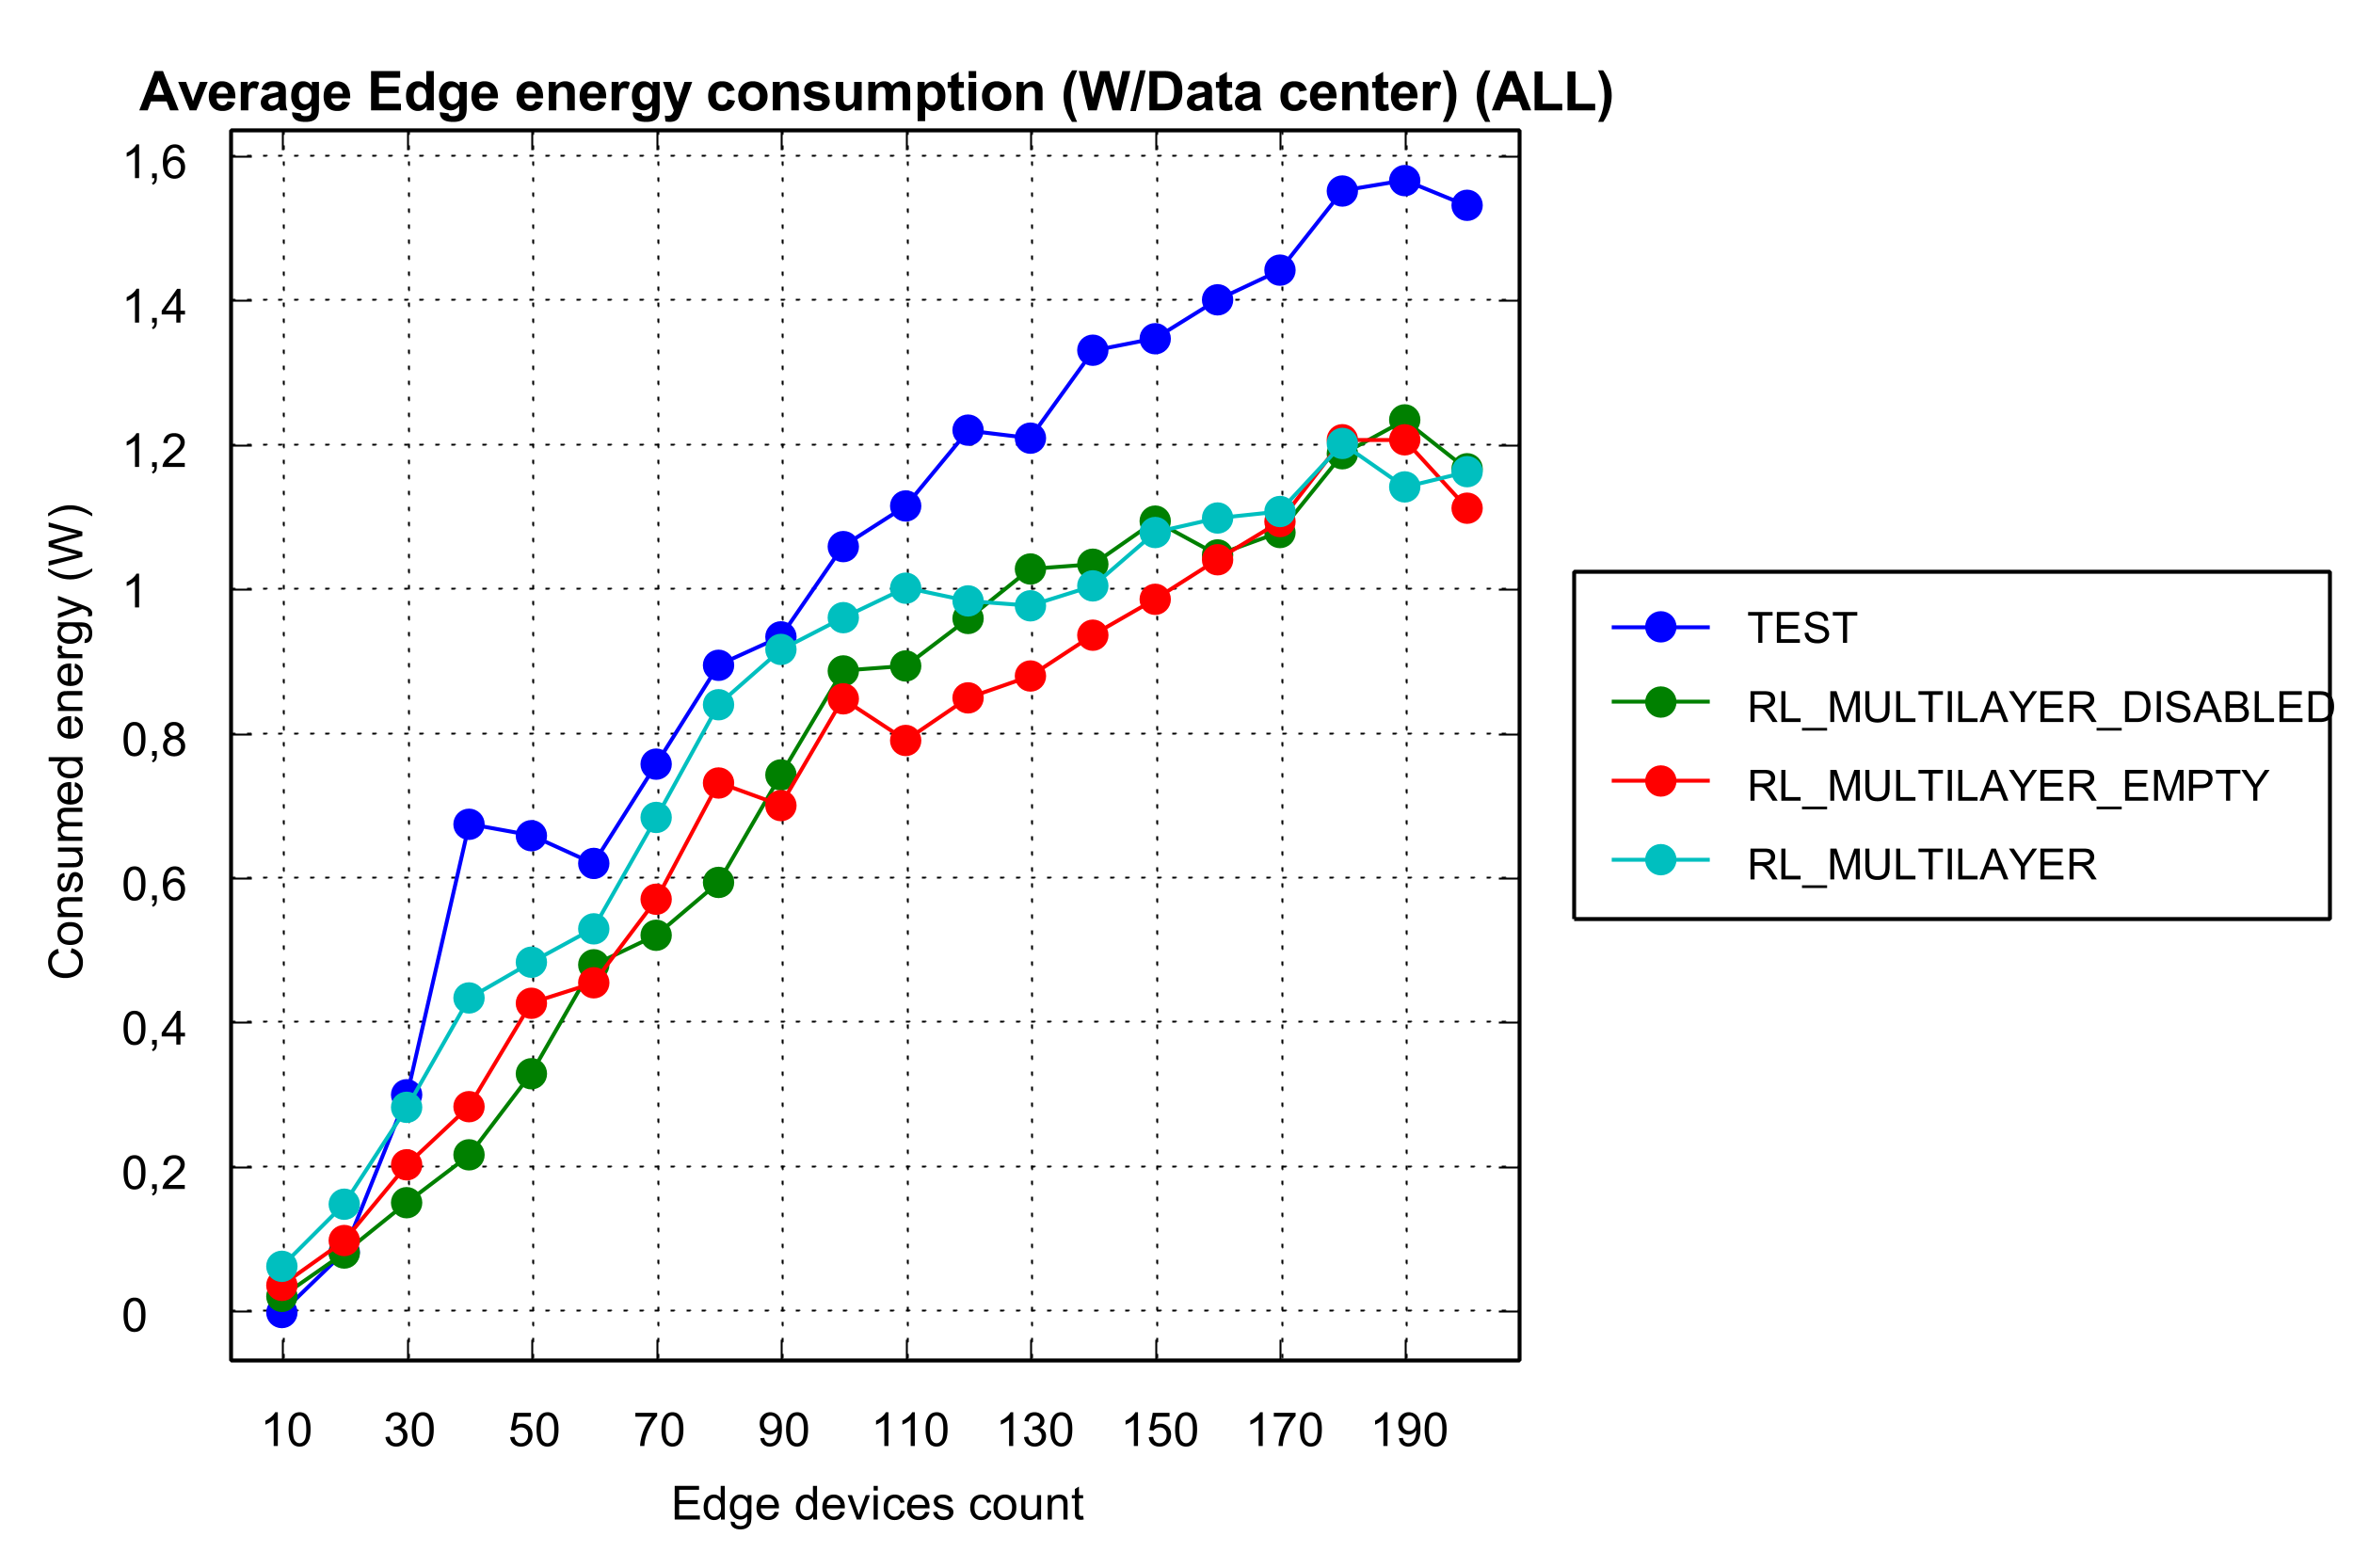 Average Edge energy consumption (W/Data center) (ALL)
1,6
1,4
1,2
1
0,8
0,6
0,4
0,2
0
Consumed energy (W)
10 30 50 70 90 110 130 150 170 190
Edge devices count
TEST
RL_MULTILAYER_DISABLED
RL_MULTILAYER_EMPTY
RL_MULTILAYER